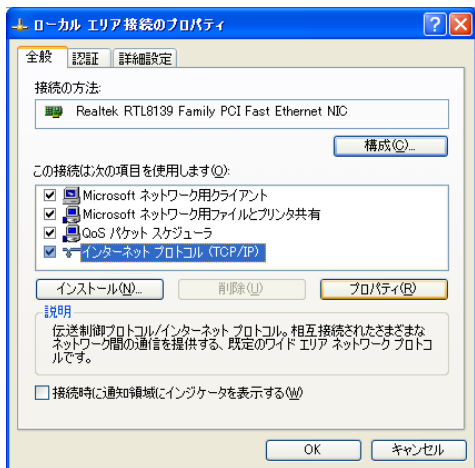 ローカル エリア接続のプロパティ
全般 認証 詳細設定
接続の方法:
Realtek RTL8139 Family PCI Fast Ethernet NIC
構成(C)...
この接続は次の項目を使用します(O):
Microsoft ネットワーク用クライアント
Microsoft ネットワーク用ファイルとプリンタ共有
QoS パケット スケジューラ
インターネット プロトコル (TCP/IP)
インストール(N)... 削除(U) プロパティ(R)
説明
伝送制御プロトコル/インターネット プロトコル。相互接続されたさまざまな
ネットワーク間の通信を提供する、既定のワイド エリア ネットワーク プロトコ
ルです。
接続時に通知領域にインジケータを表示する(W)
OK キャンセル